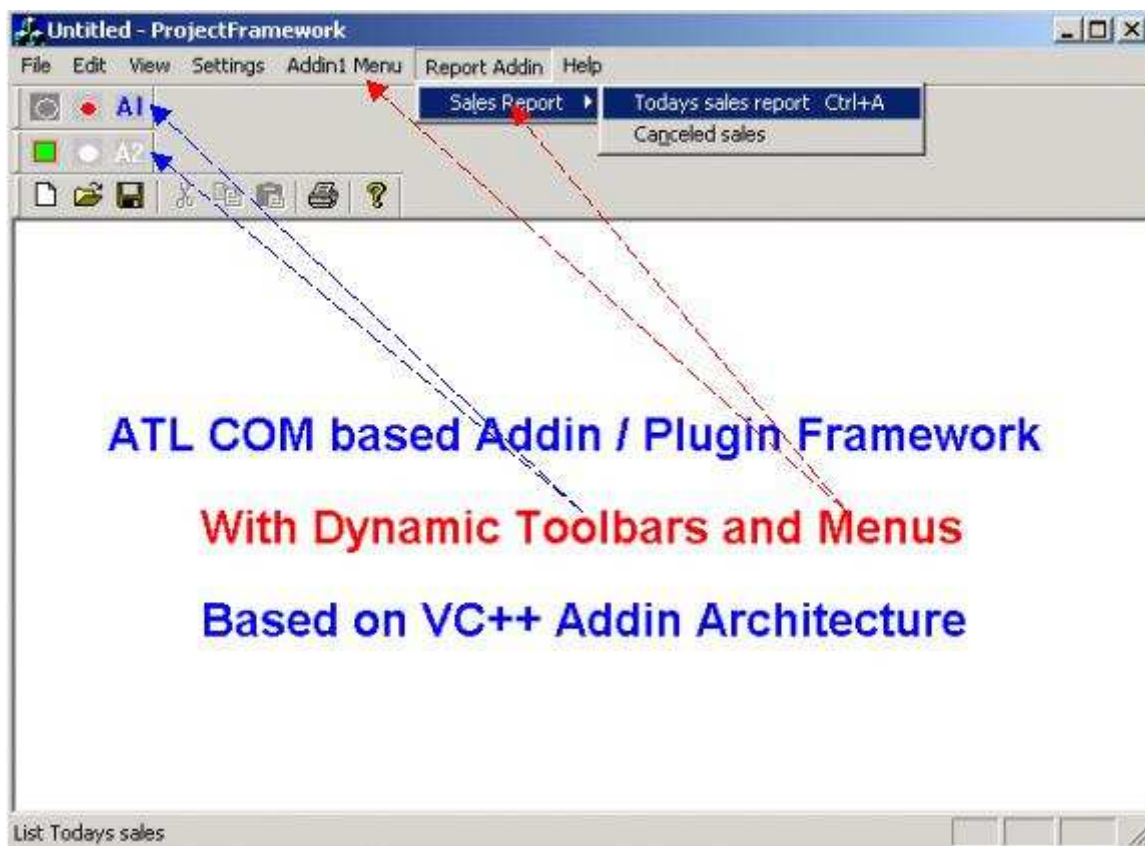 Untitled - ProjectFramework
File Edit View Settings Addin1 Menu Report Addin Help
A1 Sales Report Todays sales report Ctrl+A
Canceled sales
A2
ATL COM based Addin / Plugin Framework
With Dynamic Toolbars and Menus
Based on VC++ Addin Architecture
List Todays sales